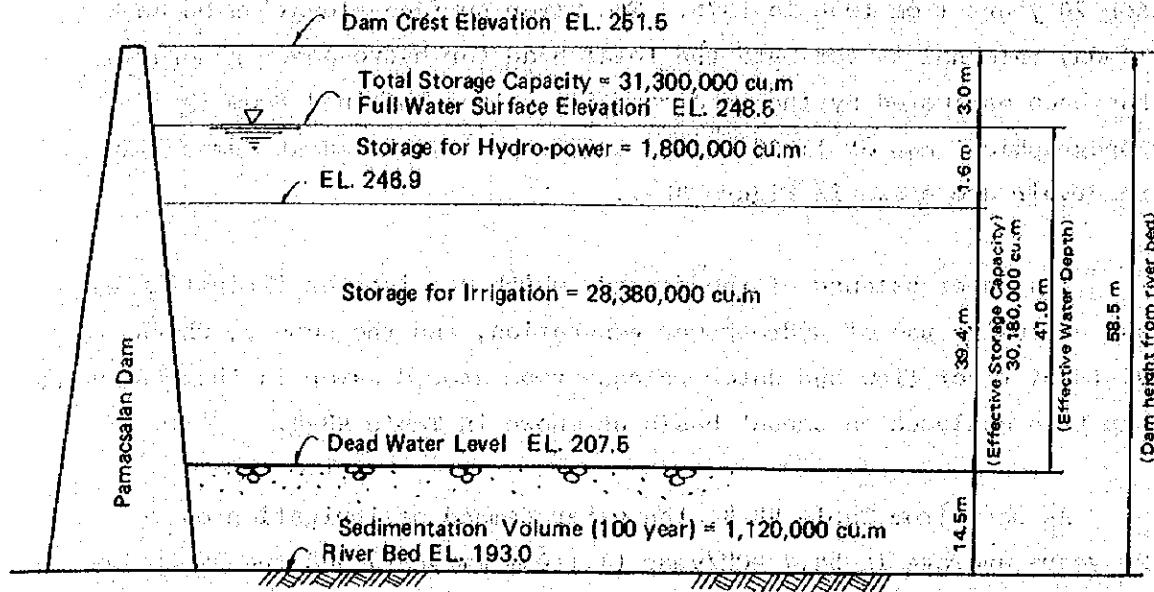 Dam Crest Elevation EL. 251.5
Total Storage Capacity = 31,300,000 cu.m
Full Water Surface Elevation EL. 248.5
Storage for Hydro-power = 1,800,000 cu.m
EL. 246.9
Storage for Irrigation = 28,380,000 cu.m
Dead Water Level EL. 207.5
Sedimentation Volume (100 year) = 1,120,000 cu.m
River Bed EL. 193.0
Pamacsalan Dam
3.0m
1.6 m
39.4 m
14.5m
(Effective Storage Capacity)
30,180,000 cu.m
41.0 m
(Effective Water Depth)
58.5 m
(Dam height from river bed)